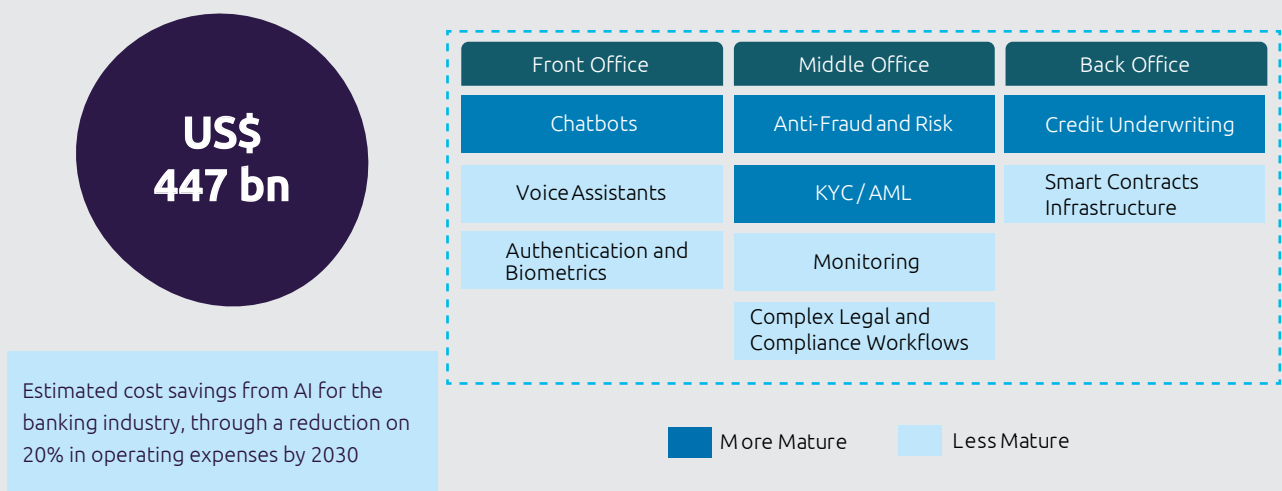 US$
447 bn
Estimated cost savings from AI for the
banking industry, through a reduction on
20% in operating expenses by 2030
Front Office
Middle Office
Back Office
Chatbots
Anti-Fraud and Risk
Credit Underwriting
Voice Assistants
KYC / AML
Smart Contracts
Infrastructure
Authentication and
Biometrics
Monitoring
Complex Legal and
Compliance Workflows
More Mature
Less Mature